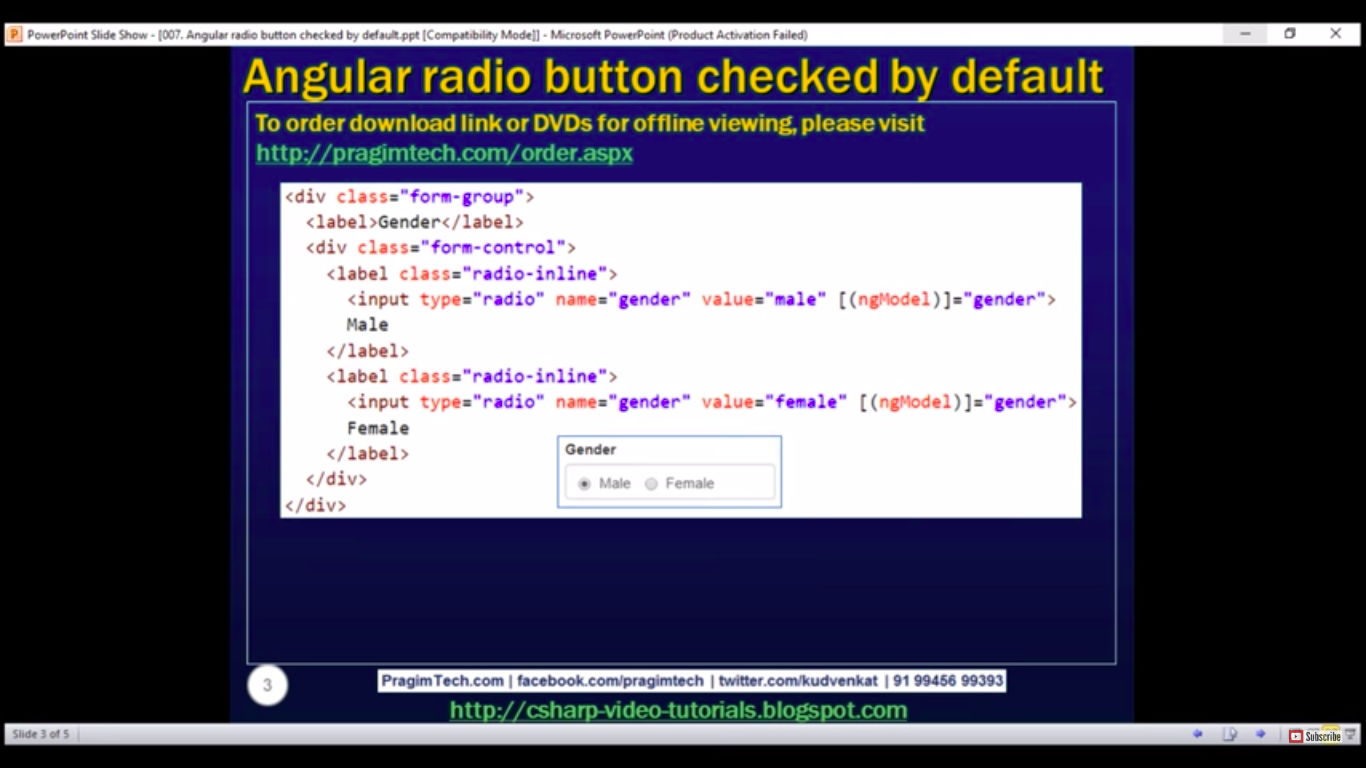 PowerPoint Slide Show - [007. Angular radio button checked by default.ppt [Compatibility Mode]] - Microsoft PowerPoint (Product Activation Failed)
Angular radio button checked by default
To order download link or DVDs for offline viewing, please visit
http://pragimtech.com/order.aspx
<div class="form-group">
<label>Gender</label>
<div class="form-control">
<label class="radio-inline">
<input type="radio" name="gender" value="male" [(ngModel)]="gender">
Male
</label>
<label class="radio-inline">
<input type="radio" name="gender" value="female" [(ngModel)]="gender">
Female
</label>
</div>
</div>
Gender
Male Female
3
PragimTech.com | facebook.com/pragimtech | twitter.com/kudvenkat | 91 99456 99393
http://csharp-video-tutorials.blogspot.com
Slide 3 of 5
Subscribe